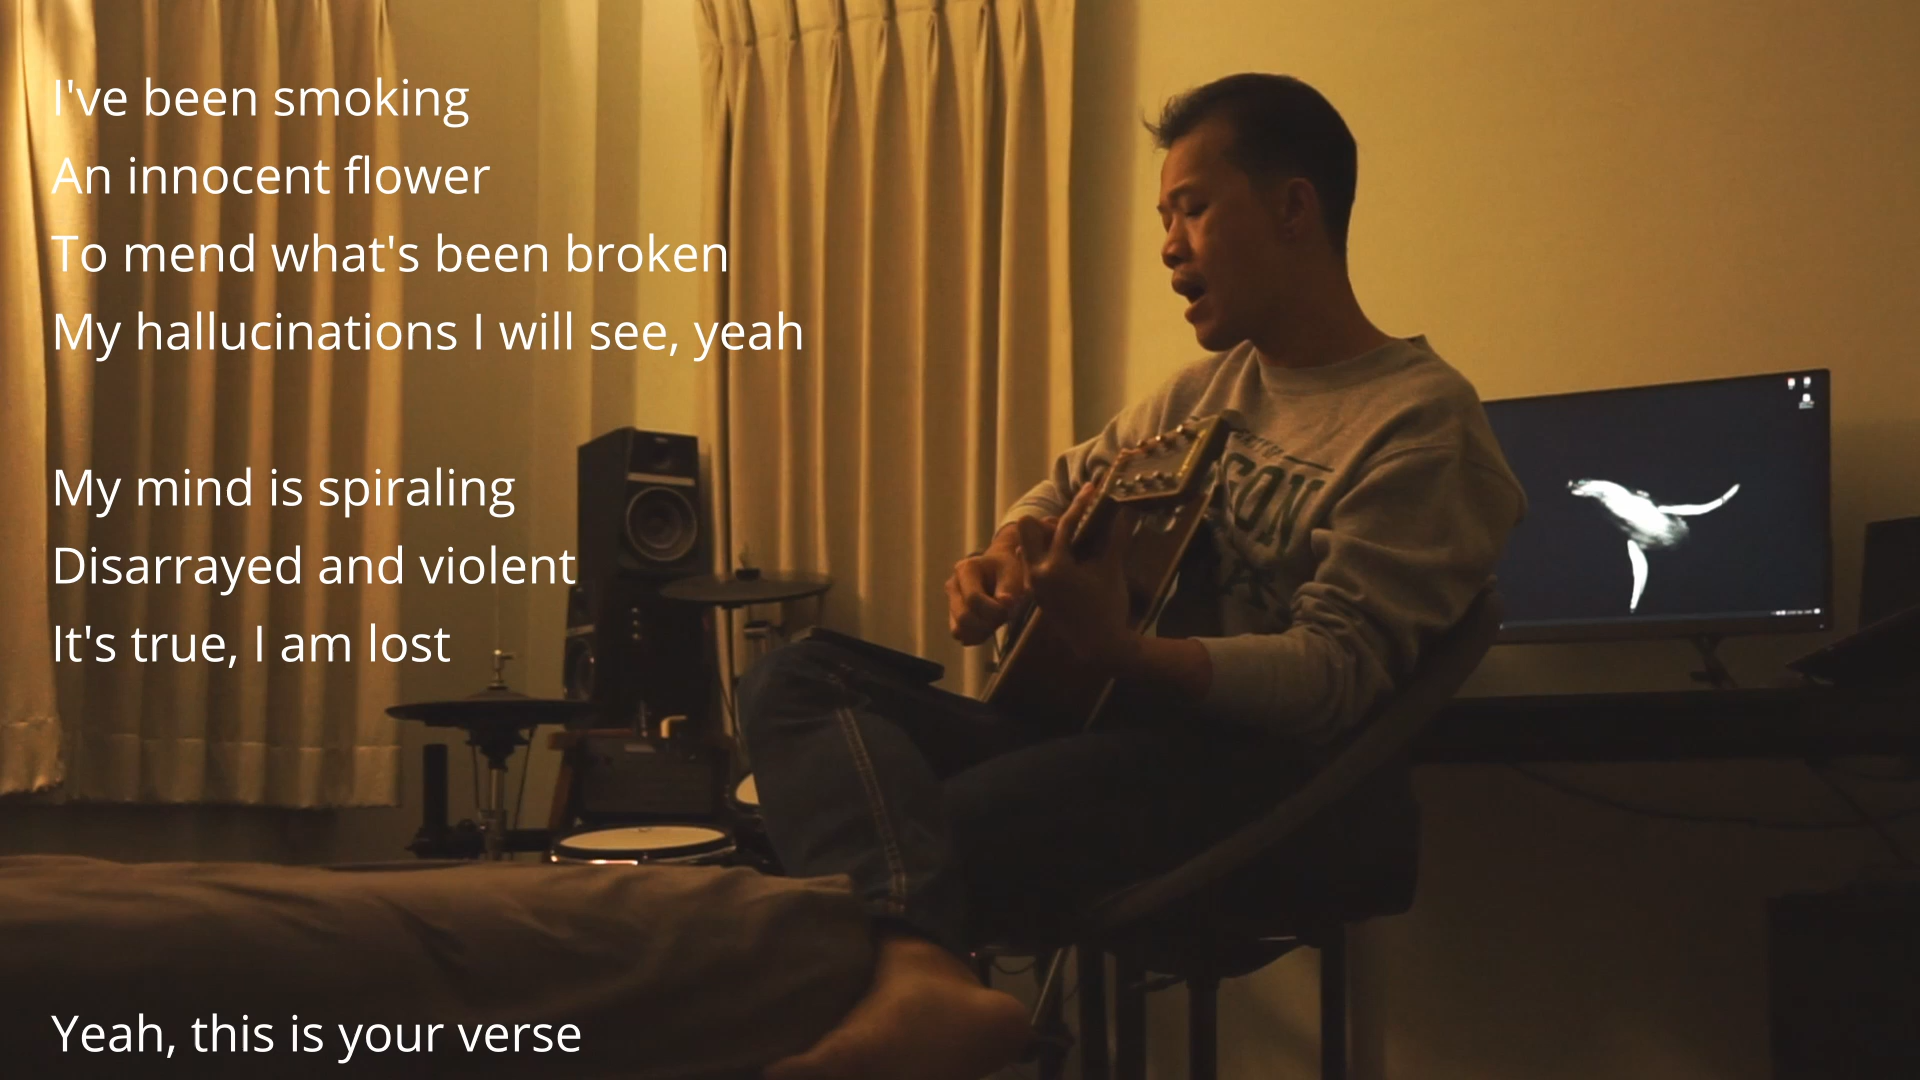 I've been smoking
An innocent flower
To mend what's been broken
My hallucinations I will see, yeah
My mind is spiraling
Disarrayed and violent
It's true, I am lost
Yeah, this is your verse